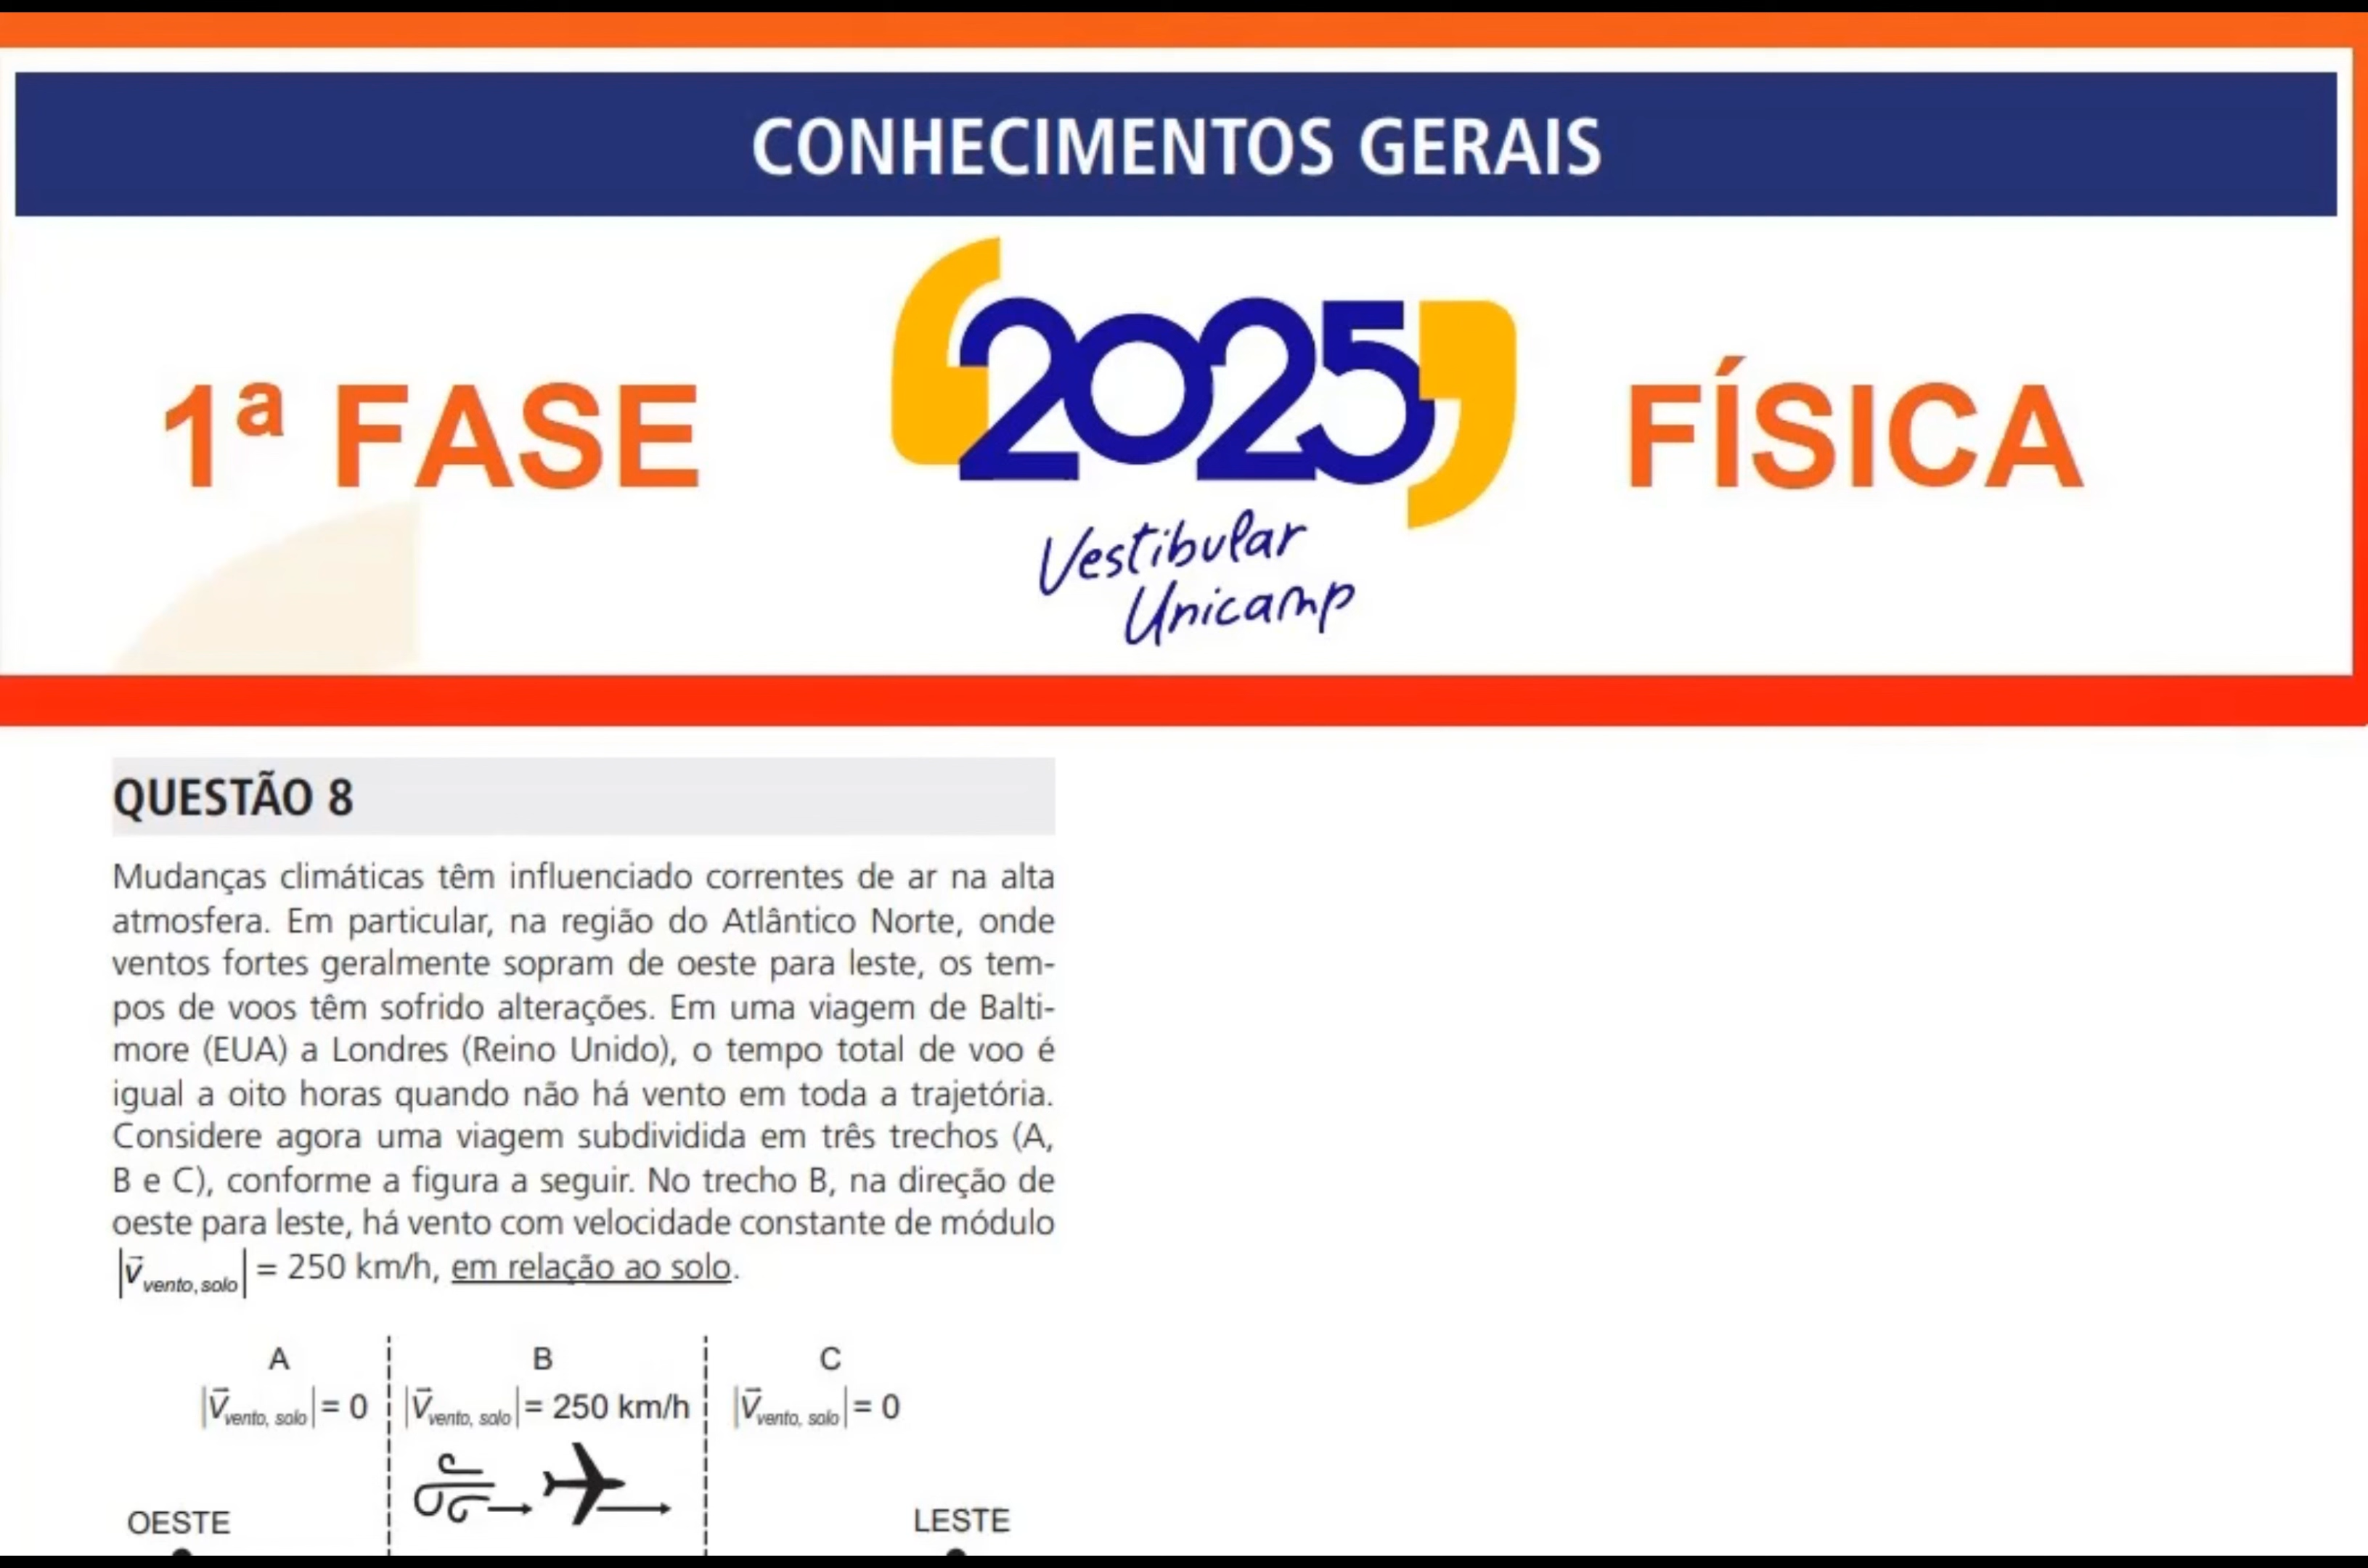 CONHECIMENTOS GERAIS
1ª FASE
2025
FÍSICA
Vestibular
Unicamp
QUESTÃO 8
Mudanças climáticas têm influenciado correntes de ar na alta
atmosfera. Em particular, na região do Atlântico Norte, onde
ventos fortes geralmente sopram de oeste para leste, os tem-
pos de voos têm sofrido alterações. Em uma viagem de Balti-
more (EUA) a Londres (Reino Unido), o tempo total de voo é
igual a oito horas quando não há vento em toda a trajetória.
Considere agora uma viagem subdividida em três trechos (A,
B e C), conforme a figura a seguir. No trecho B, na direção de
oeste para leste, há vento com velocidade constante de módulo
|v⃗ vento, solo| = 250 km/h, em relação ao solo.
A B C
|V⃗ vento, solo| = 0 |V⃗ vento, solo| = 250 km/h |V⃗ vento, solo| = 0
OESTE LESTE